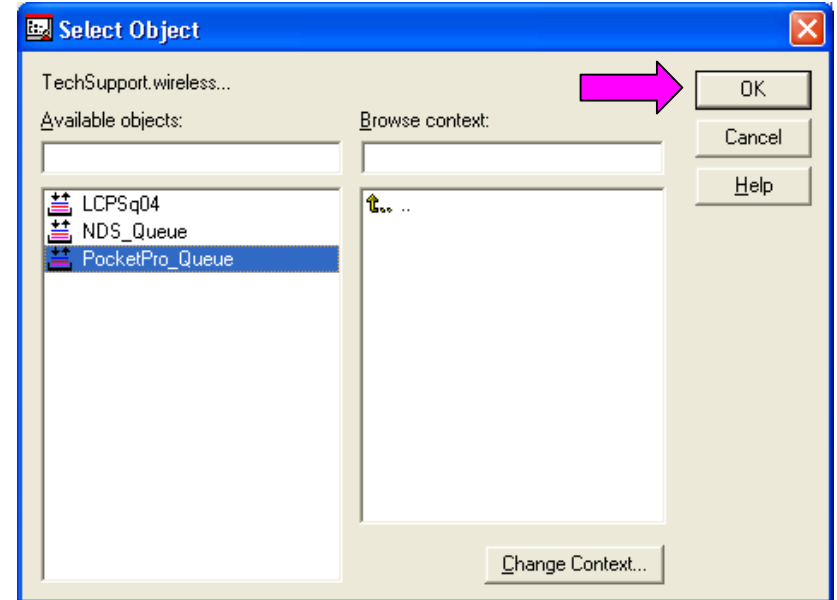 Select Object
TechSupport.wireless...
Available objects:
Browse context:
LCPSq04
NDS_Queue
PocketPro_Queue
..
OK
Cancel
Help
Change Context...